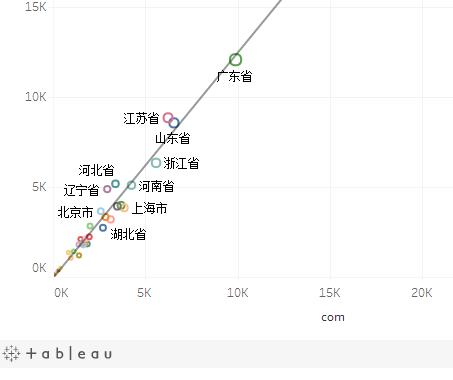 15K
10K
广东省
江苏省
山东省
浙江省
河北省
河南省
辽宁省
5K
北京市
上海市
湖北省
0K
0K
5K
10K
15K
20K
com
+ableau